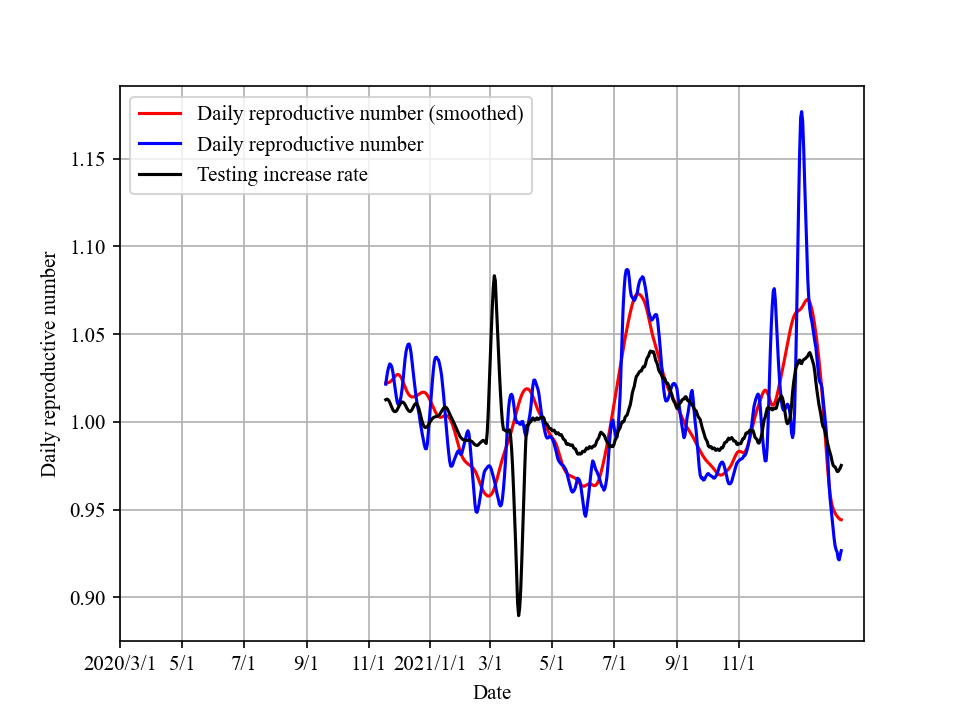 Daily reproductive number (smoothed)
Daily reproductive number
Testing increase rate
Daily reproductive number
1.15
1.10
1.05
1.00
0.95
0.90
2020/3/1 5/1 7/1 9/1 11/1 2021/1/1 3/1 5/1 7/1 9/1 11/1
Date